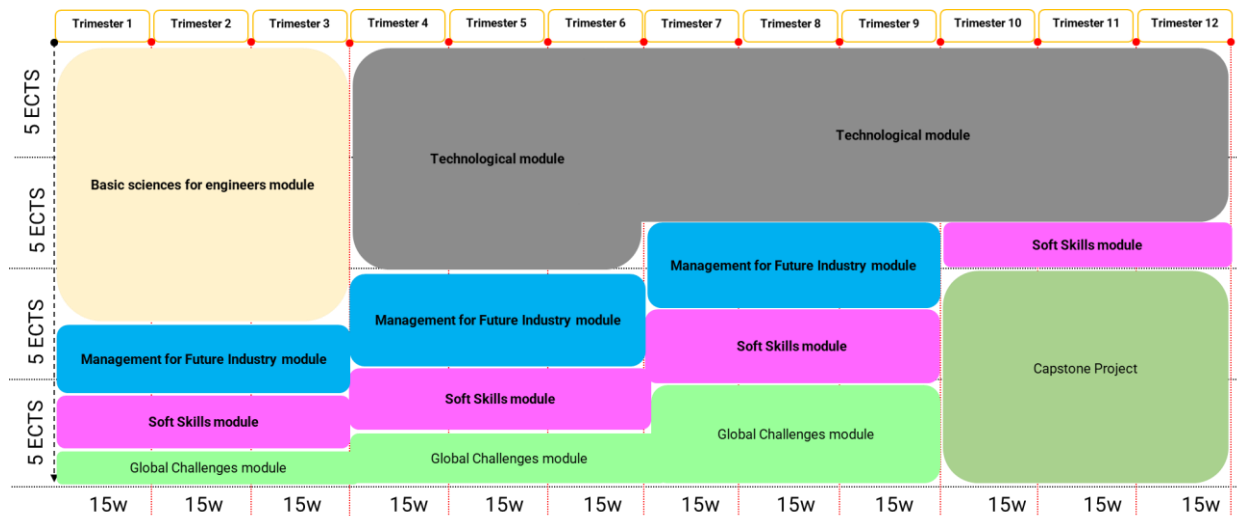 Trimester 1
Trimester 2
Trimester 3
Trimester 4
Trimester 5
Trimester 6
Trimester 7
Trimester 8
Trimester 9
Trimester 10
Trimester 11
Trimester 12
5 ECTS
5 ECTS
5 ECTS
5 ECTS
Basic sciences for engineers module
Technological module
Technological module
Management for Future Industry module
Management for Future Industry module
Management for Future Industry module
Soft Skills module
Soft Skills module
Soft Skills module
Soft Skills module
Global Challenges module
Global Challenges module
Global Challenges module
Capstone Project
15w
15w
15w
15w
15w
15w
15w
15w
15w
15w
15w
15w